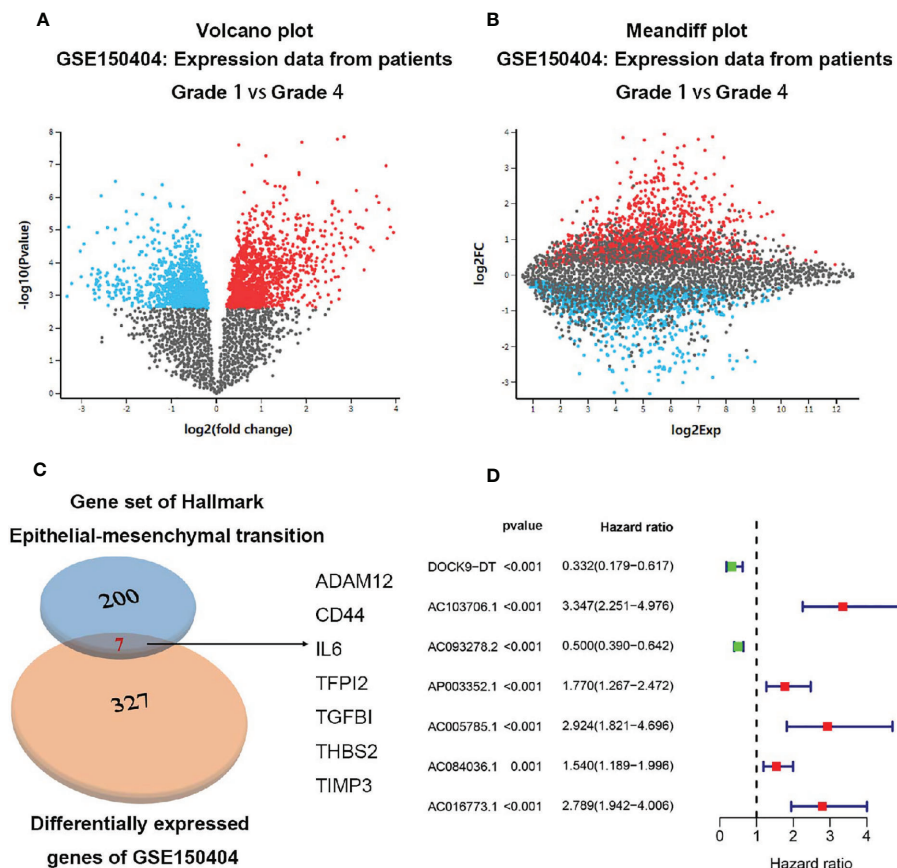 A
Volcano plot
GSE150404: Expression data from patients
Grade 1 vs Grade 4
8
7
6
5
4
3
2
1
0
-log10(Pvalue)
-3 -2 -1 0 1 2 3 4
log2(fold change)
B
Meandiff plot
GSE150404: Expression data from patients
Grade 1 vs Grade 4
4
3
2
1
0
-1
-2
-3
log2FC
1 2 3 4 5 6 7 8 9 10 11 12
log2Exp
C
Gene set of Hallmark
Epithelial-mesenchymal transition
200
7
327
ADAM12
CD44
IL6
TFPI2
TGFBI
THBS2
TIMP3
Differentially expressed
genes of GSE150404
D
pvalue Hazard ratio
DOCK9-DT <0.001 0.332(0.179-0.617)
AC103706.1 <0.001 3.347(2.251-4.976)
AC093278.2 <0.001 0.500(0.390-0.642)
AP003352.1 <0.001 1.770(1.267-2.472)
AC005785.1 <0.001 2.924(1.821-4.696)
AC084036.1 0.001 1.540(1.189-1.996)
AC016773.1 <0.001 2.789(1.942-4.006)
0 1 2 3 4
Hazard ratio